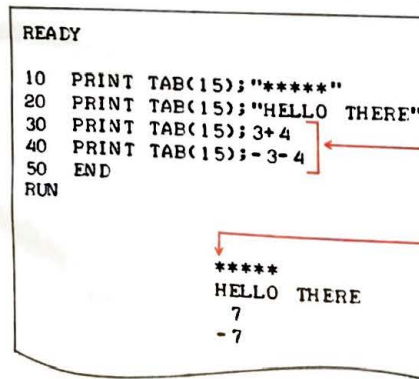 READY
10 PRINT TAB(15);"*****"
20 PRINT TAB(15);"HELLO THERE"
30 PRINT TAB(15);3+4
40 PRINT TAB(15);-3-4
50 END
RUN
*****
HELLO THERE
7
-7